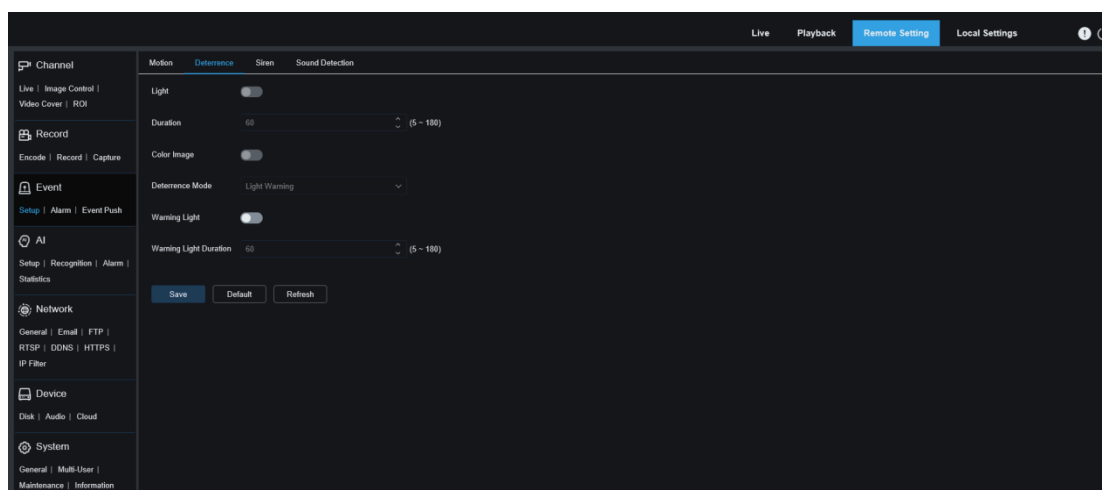 Live Playback Remote Setting Local Settings
Channel
Live | Image Control |
Video Cover | ROI
Record
Encode | Record | Capture
Event
Setup | Alarm | Event Push
AI
Setup | Recognition | Alarm |
Statistics
Network
General | Email | FTP |
RTSP | DDNS | HTTPS |
IP Filter
Device
Disk | Audio | Cloud
System
General | Multi-User |
Maintenance | Information
Motion Deterrence Siren Sound Detection
Light
Duration 60 (5 ~ 180)
Color Image
Deterrence Mode Light Warning
Warning Light
Warning Light Duration 60 (5 ~ 180)
Save Default Refresh